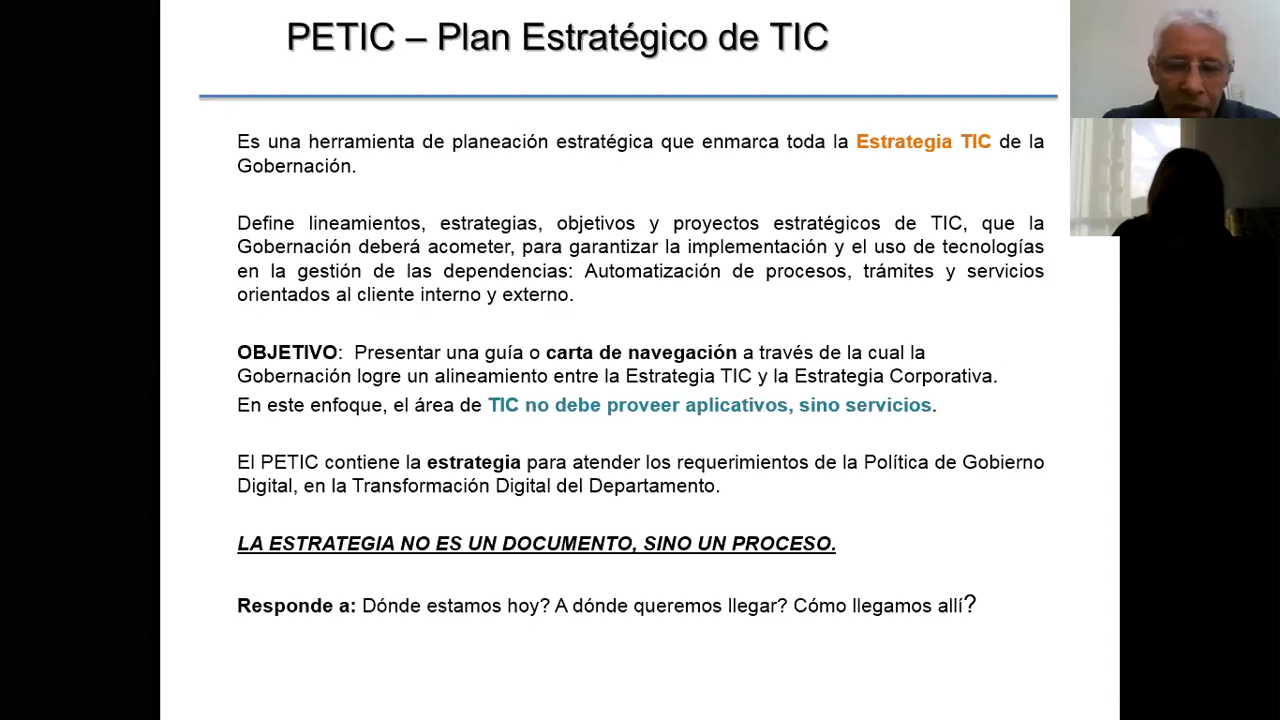 PETIC – Plan Estratégico de TIC
Es una herramienta de planeación estratégica que enmarca toda la Estrategia TIC de la
Gobernación.
Define lineamientos, estrategias, objetivos y proyectos estratégicos de TIC, que la
Gobernación deberá acometer, para garantizar la implementación y el uso de tecnologías
en la gestión de las dependencias: Automatización de procesos, trámites y servicios
orientados al cliente interno y externo.
OBJETIVO: Presentar una guía o carta de navegación a través de la cual la
Gobernación logre un alineamiento entre la Estrategia TIC y la Estrategia Corporativa.
En este enfoque, el área de TIC no debe proveer aplicativos, sino servicios.
El PETIC contiene la estrategia para atender los requerimientos de la Política de Gobierno
Digital, en la Transformación Digital del Departamento.
LA ESTRATEGIA NO ES UN DOCUMENTO, SINO UN PROCESO.
Responde a: Dónde estamos hoy? A dónde queremos llegar? Cómo llegamos allí?